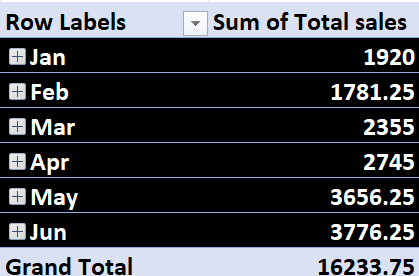 Row Labels Sum of Total sales
Jan 1920
Feb 1781.25
Mar 2355
Apr 2745
May 3656.25
Jun 3776.25
Grand Total 16233.75